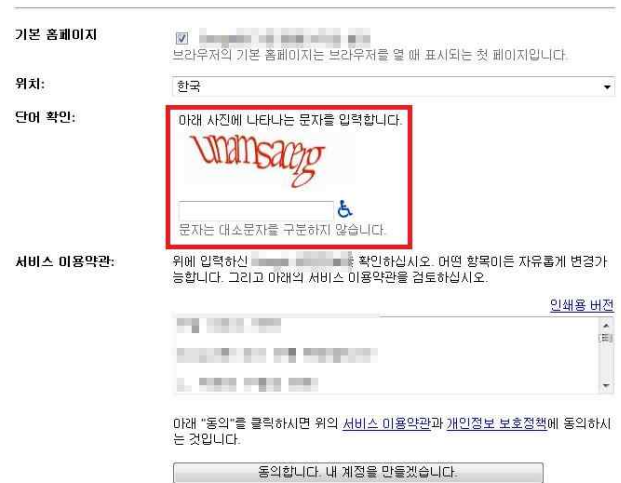 기본 홈페이지
브라우저의 기본 홈페이지는 브라우저를 열 때 표시되는 첫 페이지입니다.
위치: 한국
단어 확인: 아래 사진에 나타나는 문자를 입력합니다.
문자는 대소문자를 구분하지 않습니다.
서비스 이용약관: 위에 입력하신 확인하십시오. 어떤 항목이든 자유롭게 변경가
능합니다. 그리고 아래의 서비스 이용약관을 검토하십시오.
인쇄용 버전
아래 "동의"를 클릭하시면 위의 서비스 이용약관과 개인정보 보호정책에 동의하시
는 것입니다.
동의합니다. 내 계정을 만들겠습니다.